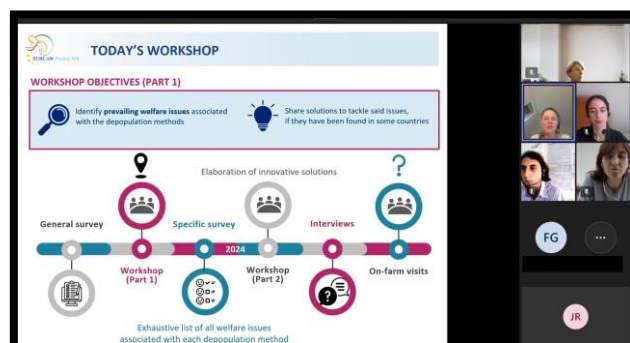 EURCAW Poultry-SFA
TODAY'S WORKSHOP
WORKSHOP OBJECTIVES (PART 1)
Identify prevailing welfare issues associated
with the depopulation methods
Share solutions to tackle said issues,
if they have been found in some countries
?
Elaboration of innovative solutions
General survey
Specific survey
Interviews
2024
Workshop
(Part 1)
Workshop
(Part 2)
On-farm visits
?
Exhaustive list of all welfare issues
associated with each depopulation method
FG
...
JR